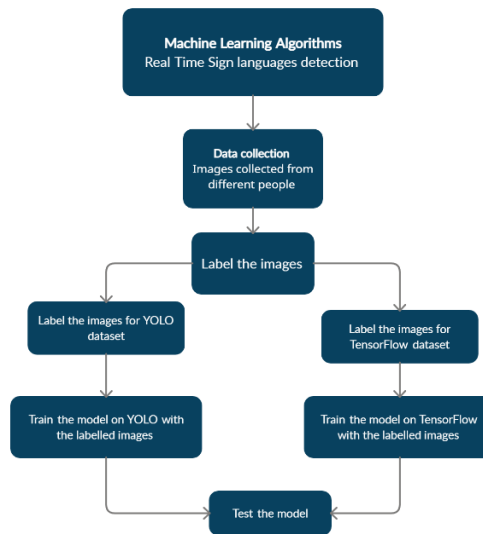 Machine Learning Algorithms
Real Time Sign languages detection
Data collection
Images collected from
different people
Label the images
Label the images for YOLO
dataset
Label the images for
TensorFlow dataset
Train the model on YOLO with
the labelled images
Train the model on TensorFlow
with the labelled images
Test the model